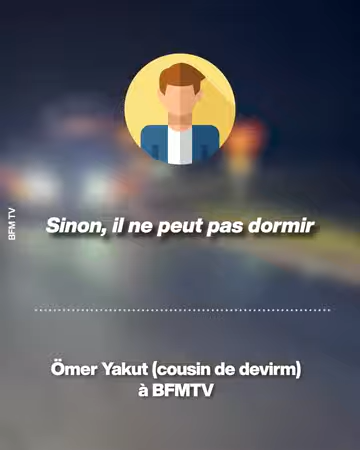 BFM TV
Sinon, il ne peut pas dormir
Ömer Yakut (cousin de devirm)
à BFMTV